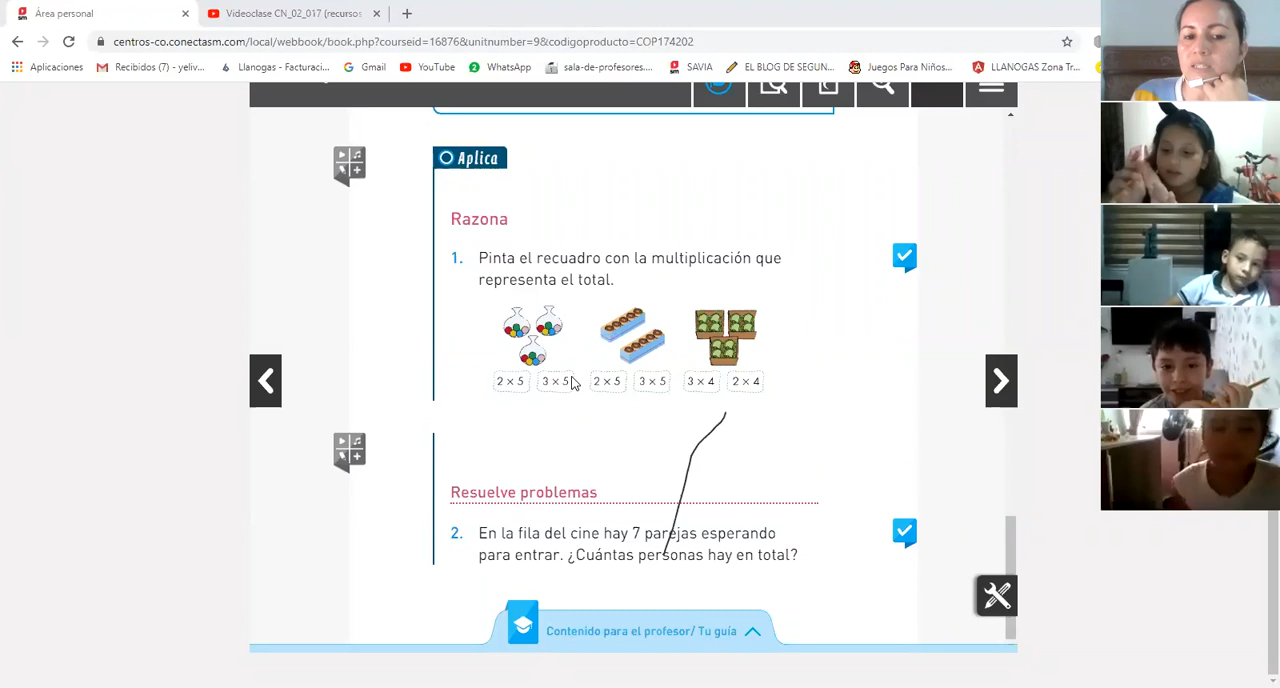 sm Área personal × Videoclase CN_02_017 (recursos × +
centros-co.conectasm.com/local/webbook/book.php?courseid=16876&unitnumber=9&codigoproducto=COP174202
Aplicaciones Recibidos (7) - yeliv... Llanogas - Facturaci... Gmail YouTube 2 WhatsApp sala-de-profesores.... sm SAVIA EL BLOG DE SEGUN... Juegos Para Niños... LLANOGAS Zona Tr...
Aplica
Razona
1. Pinta el recuadro con la multiplicación que
representa el total.
2 × 5 3 × 5 2 × 5 3 × 5 3 × 4 2 × 4
Resuelve problemas
2. En la fila del cine hay 7 parejas esperando
para entrar. ¿Cuántas personas hay en total?
Contenido para el profesor/ Tu guía